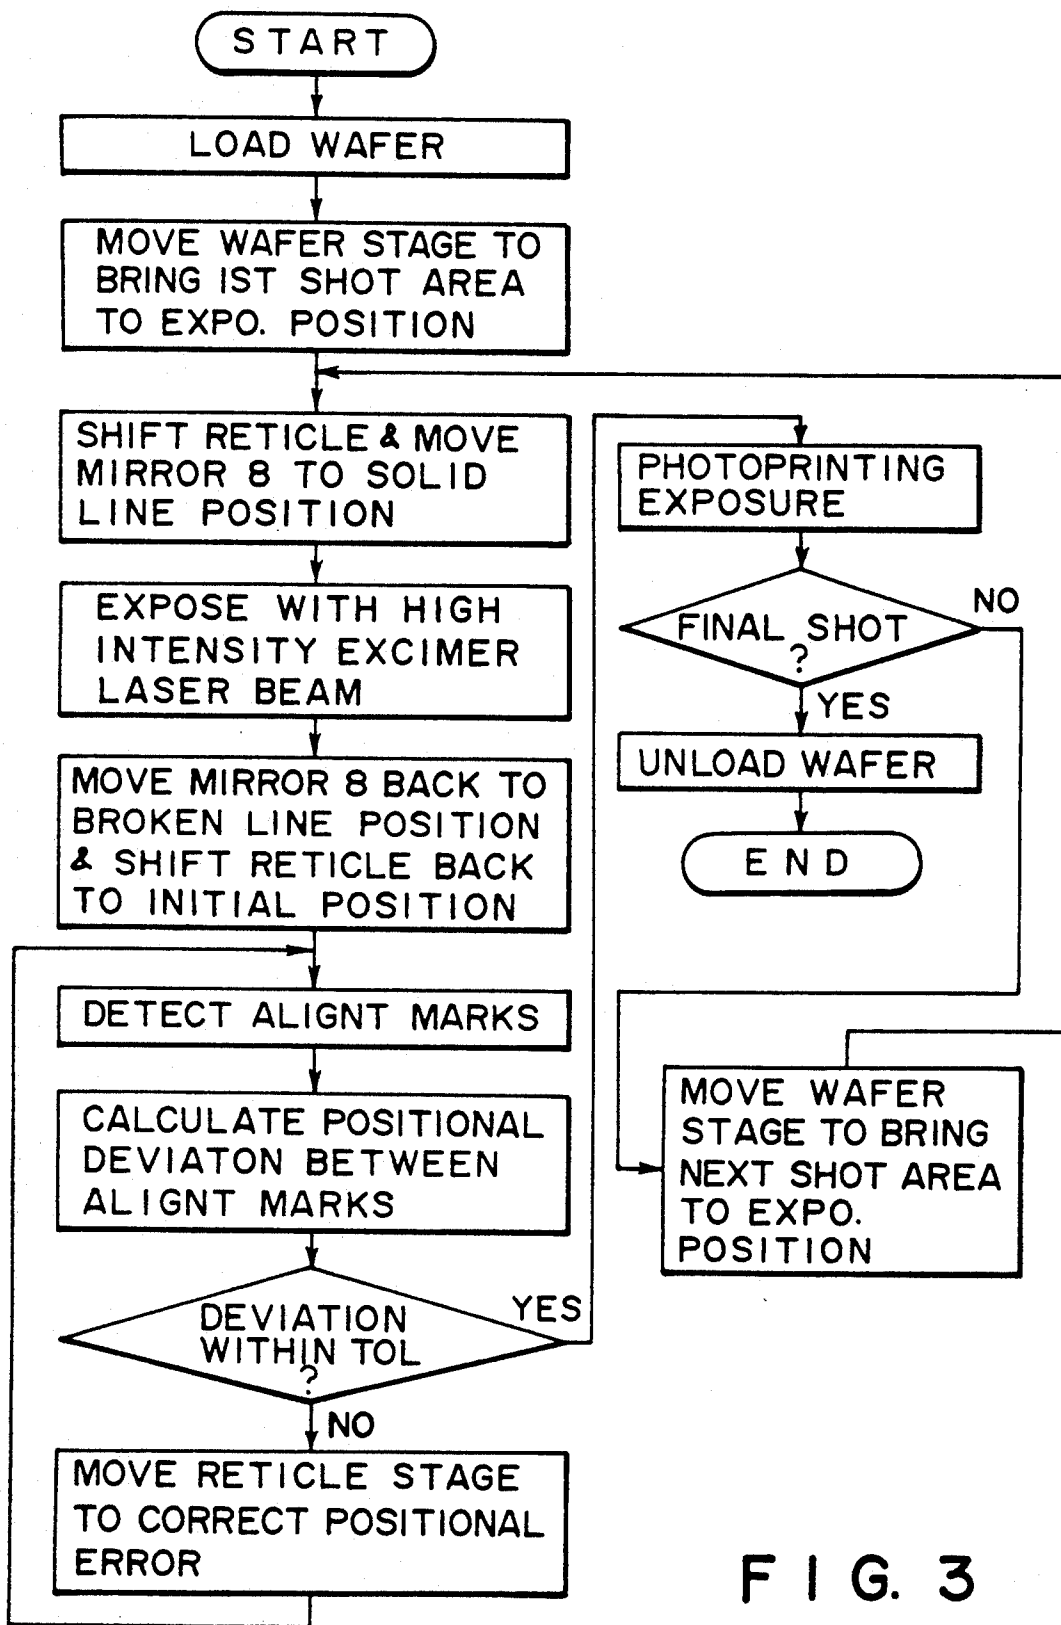 START
LOAD WAFER
MOVE WAFER STAGE TO
BRING 1ST SHOT AREA
TO EXPO. POSITION
SHIFT RETICLE & MOVE
MIRROR 8 TO SOLID
LINE POSITION
EXPOSE WITH HIGH
INTENSITY EXCIMER
LASER BEAM
MOVE MIRROR 8 BACK TO
BROKEN LINE POSITION
& SHIFT RETICLE BACK
TO INITIAL POSITION
DETECT ALIGNT MARKS
CALCULATE POSITIONAL
DEVIATON BETWEEN
ALIGNT MARKS
DEVIATION
WITHIN TOL
?
YES
NO
MOVE RETICLE STAGE
TO CORRECT POSITIONAL
ERROR
PHOTOPRINTING
EXPOSURE
FINAL SHOT
?
NO
YES
UNLOAD WAFER
END
MOVE WAFER
STAGE TO BRING
NEXT SHOT AREA
TO EXPO.
POSITION
FIG. 3